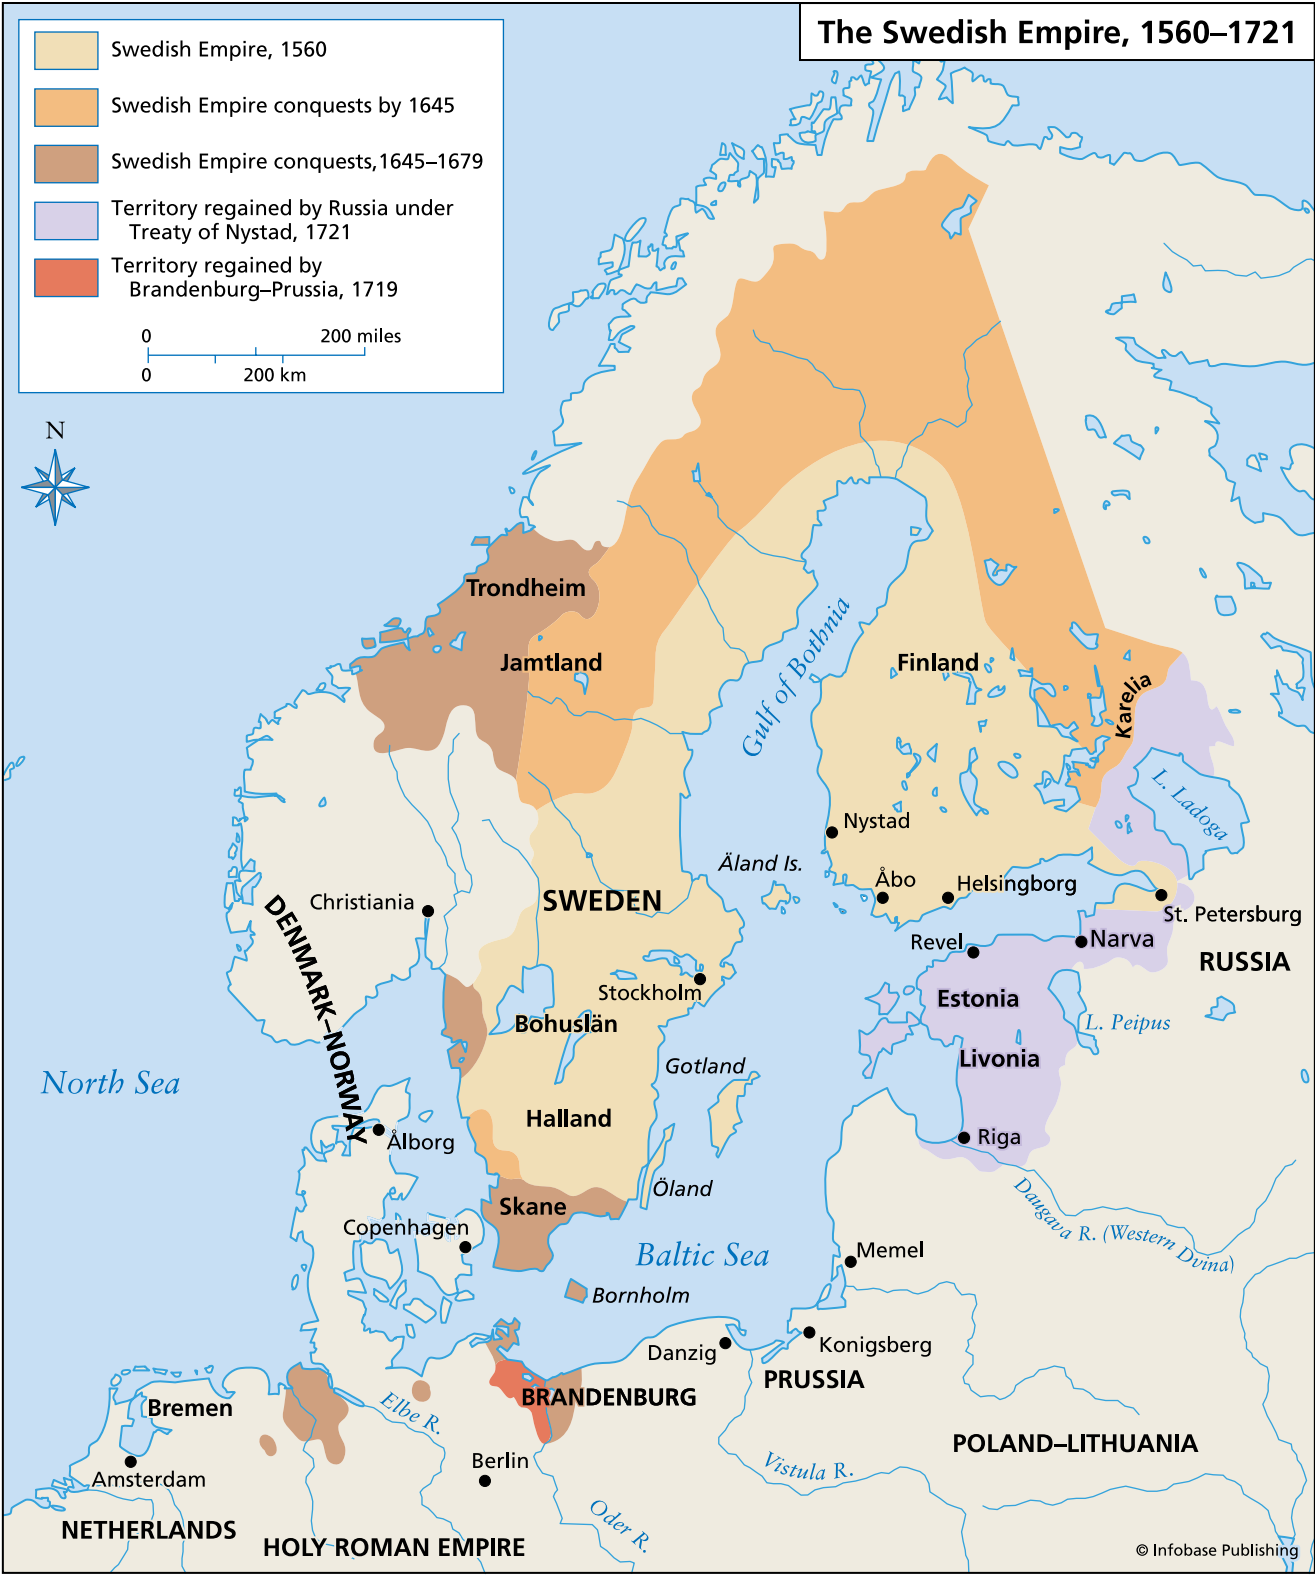 The Swedish Empire, 1560–1721
Swedish Empire, 1560
Swedish Empire conquests by 1645
Swedish Empire conquests,1645–1679
Territory regained by Russia under
Treaty of Nystad, 1721
Territory regained by
Brandenburg–Prussia, 1719
0 200 miles
0 200 km
N
Trondheim
Jamtland
Gulf of Bothnia
Finland
Karelia
L. Ladoga
Nystad
Äland Is.
Åbo
Helsingborg
SWEDEN
Christiania
St. Petersburg
DENMARK–NORWAY
Revel
Narva
RUSSIA
Stockholm
Estonia
Bohuslän
L. Peipus
Livonia
Gotland
North Sea
Halland
Ålborg
Riga
Öland
Skane
Daugava R. (Western Dvina)
Copenhagen
Baltic Sea
Memel
Bornholm
Danzig
Konigsberg
PRUSSIA
BRANDENBURG
Bremen
Elbe R.
POLAND–LITHUANIA
Berlin
Vistula R.
Amsterdam
Oder R.
NETHERLANDS
HOLY ROMAN EMPIRE
© Infobase Publishing